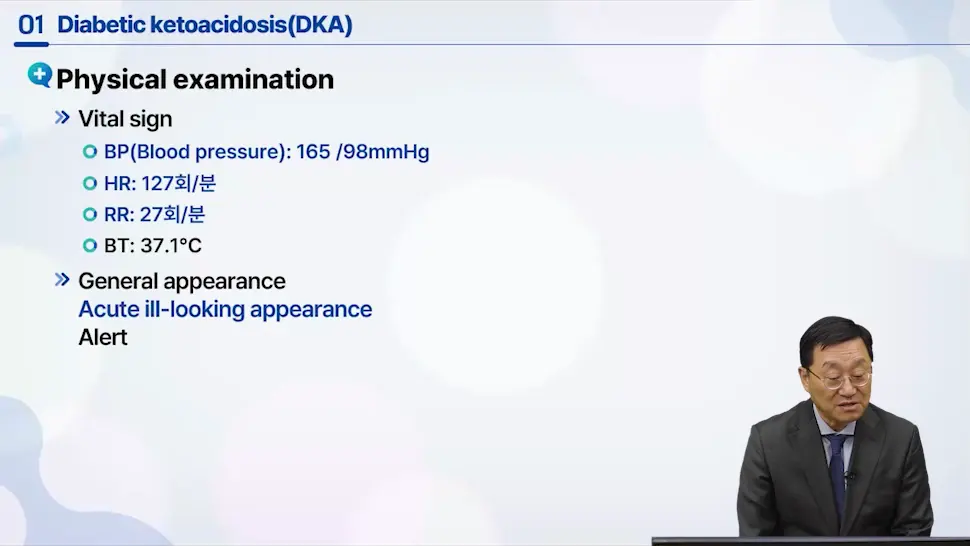 01 Diabetic ketoacidosis(DKA)
Physical examination
Vital sign
BP(Blood pressure): 165 /98mmHg
HR: 127회/분
RR: 27회/분
BT: 37.1°C
General appearance
Acute ill-looking appearance
Alert